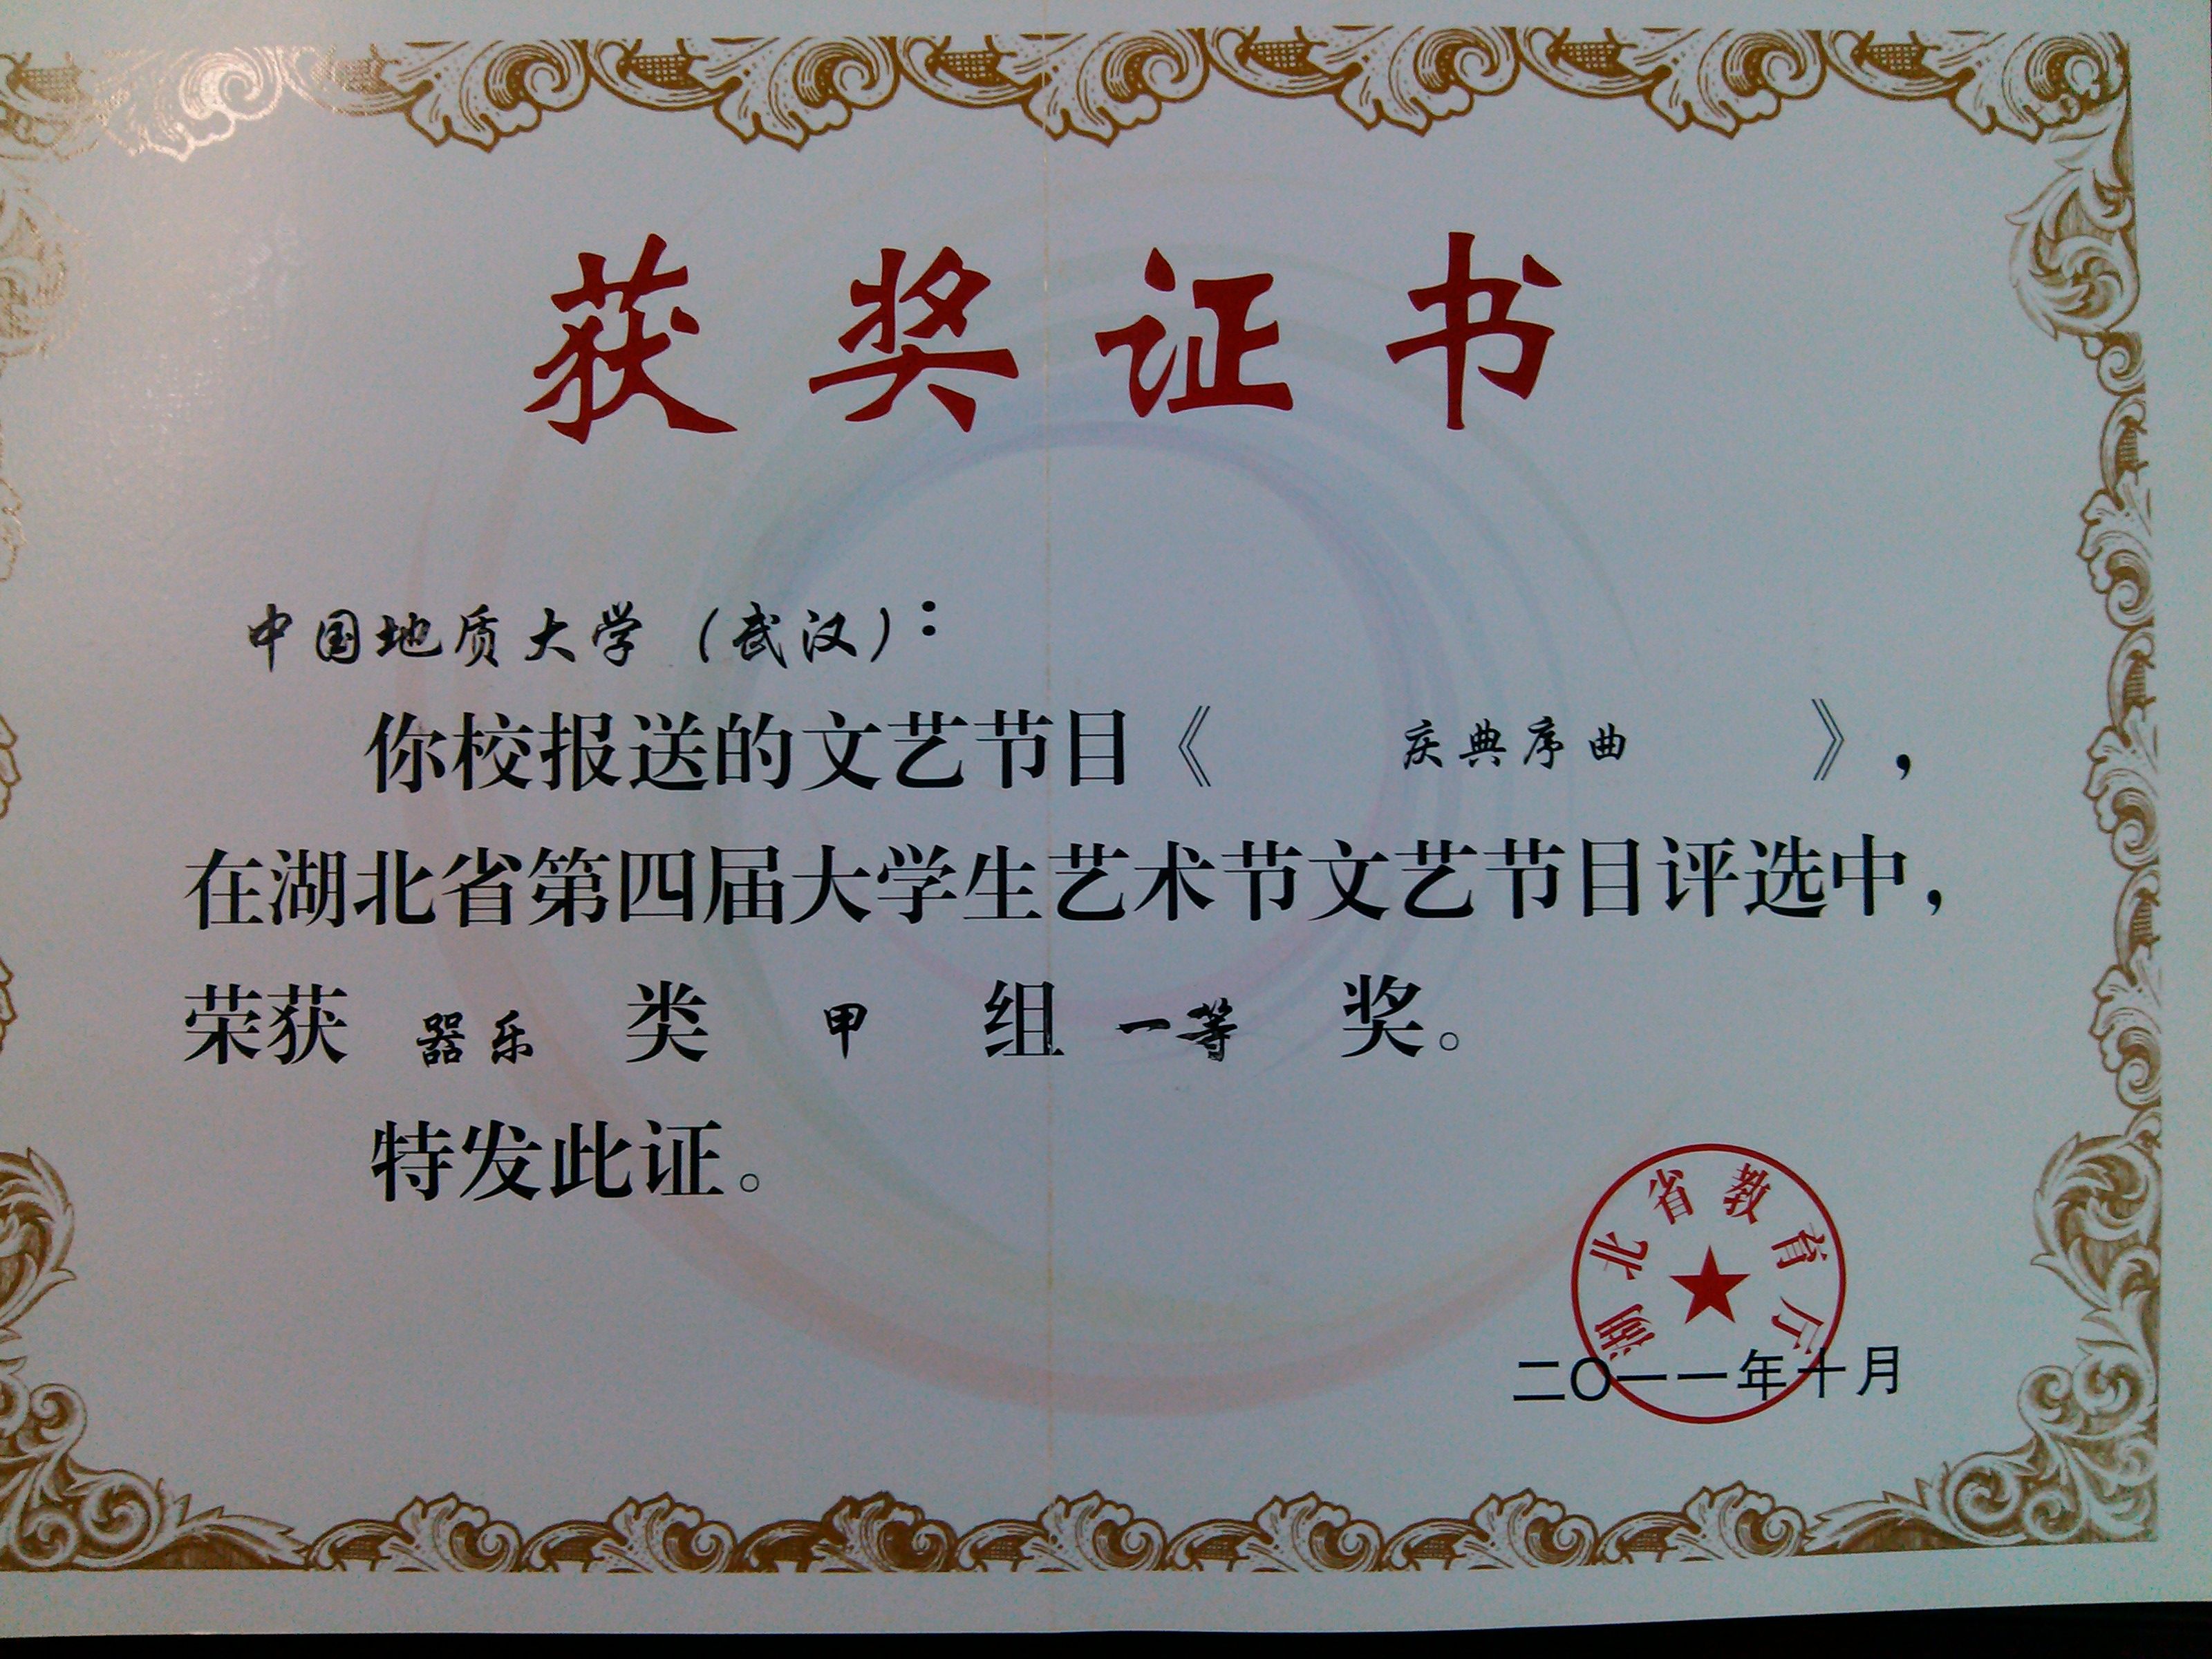 获奖证书
中国地质大学（武汉）：
你校报送的文艺节目《庆典序曲》，
在湖北省第四届大学生艺术节文艺节目评选中，
荣获 器乐 类 甲 组 一等 奖。
特发此证。
湖北省教育厅
二〇一一年十月